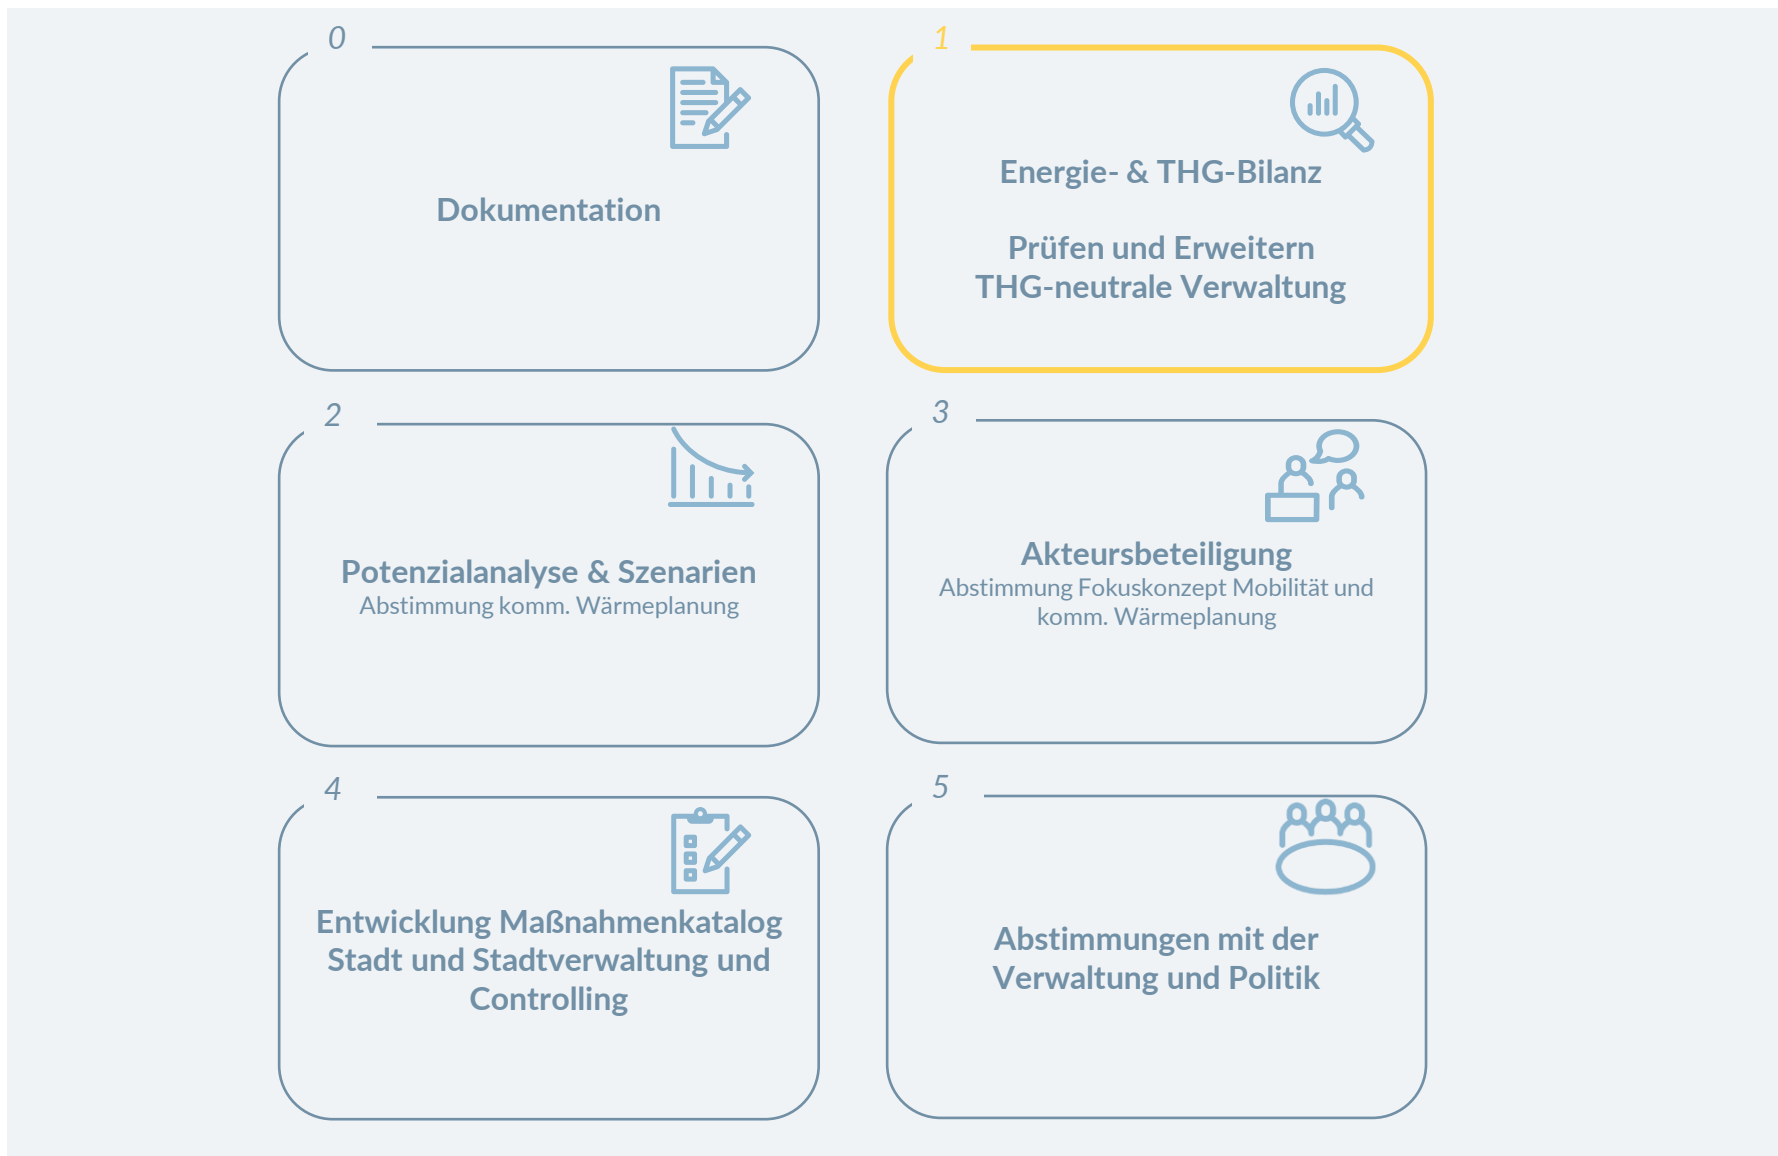 0
Dokumentation
1
Energie- & THG-Bilanz
Prüfen und Erweitern
THG-neutrale Verwaltung
2
Potenzialanalyse & Szenarien
Abstimmung komm. Wärmeplanung
3
Akteursbeteiligung
Abstimmung Fokuskonzept Mobilität und
komm. Wärmeplanung
4
Entwicklung Maßnahmenkatalog
Stadt und Stadtverwaltung und
Controlling
5
Abstimmungen mit der
Verwaltung und Politik